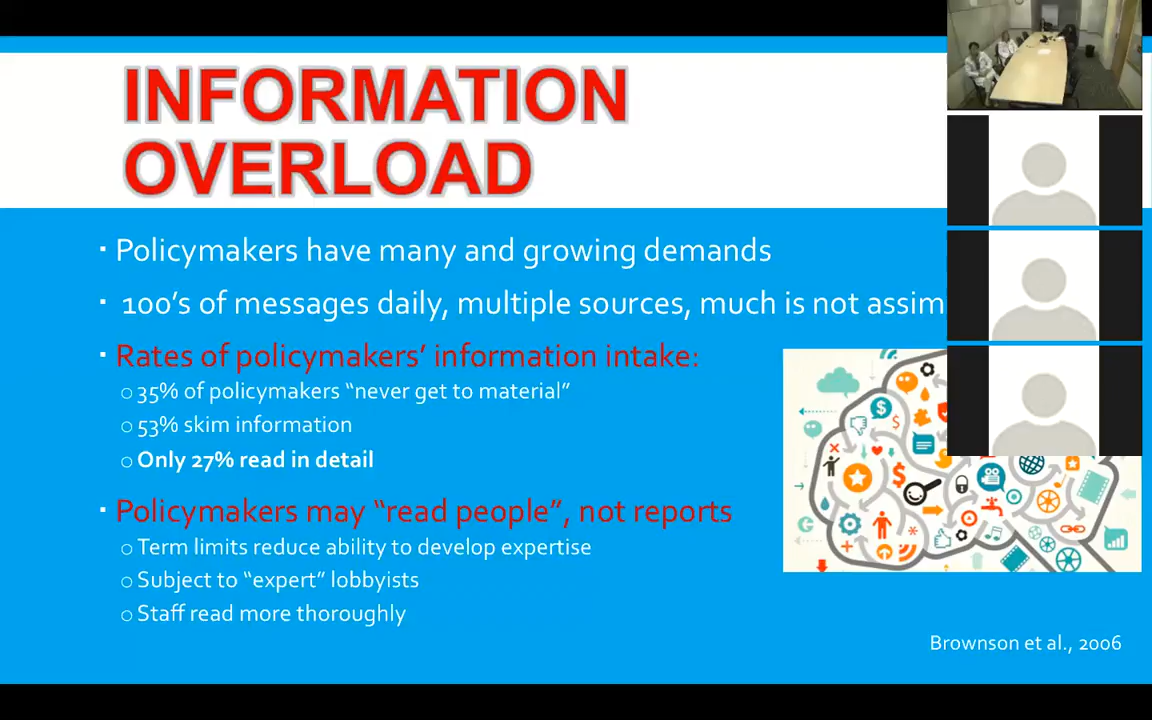 INFORMATION
OVERLOAD
▪ Policymakers have many and growing demands
▪ 100's of messages daily, multiple sources, much is not
▪ Rates of policymakers' information intake:
o 35% of policymakers “never get to material”
o 53% skim information
o Only 27% read in detail
▪ Policymakers may “read people”, not reports
o Term limits reduce ability to develop expertise
o Subject to “expert” lobbyists
o Staff read more thoroughly
Brownson et al., 2006